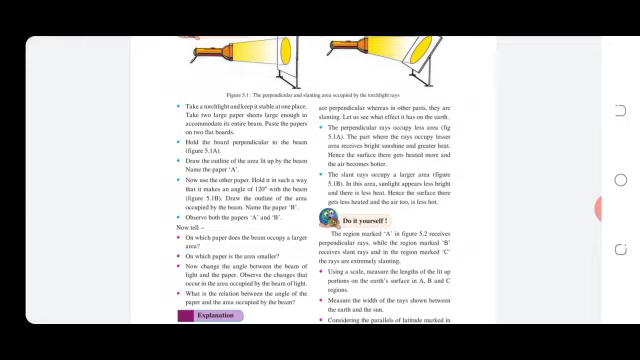 Figure 5.1 : The perpendicular and slanting area occupied by the torchlight rays
Take a torchlight and keep it stable at one place.
Take two large paper sheets large enough to
accommodate its entire beam. Paste the papers
on two flat boards.
Hold the board perpendicular to the beam
(figure 5.1A).
Draw the outline of the area lit up by the beam
Name the paper ‘A’.
Now use the other paper. Hold it in such a way
that it makes an angle of 120° with the beam
(figure 5.1B). Draw the outline of the area
occupied by the beam. Name the paper ‘B’.
Observe both the papers ‘A’ and ‘B’.
Now tell –
On which paper does the beam occupy a larger
area?
On which paper is the area smaller?
Now change the angle between the beam of
light and the paper. Observe the changes that
occur in the area occupied by the beam of light.
What is the relation between the angle of the
paper and the area occupied by the beam?
Explanation
are perpendicular whereas in other parts, they are
slanting. Let us see what effect it has on the earth.
The perpendicular rays occupy less area (fig
5.1A). The part where the rays occupy lesser
area receives bright sunshine and greater heat.
Hence the surface there gets heated more and
the air becomes hotter.
The slant rays occupy a larger area (figure
5.1B). In this area, sunlight appears less bright
and there is less heat. Hence the surface there
gets less heated and the air too, is less hot.
Do it yourself !
The region marked ‘A’ in figure 5.2 receives
perpendicular rays, while the region marked ‘B’
receives slant rays and in the region marked ‘C’
the rays are extremely slanting.
Using a scale, measure the lengths of the lit up
portions on the earth's surface in A, B and C
regions.
Measure the width of the rays shown between
the earth and the sun.
Considering the parallels of latitude marked in